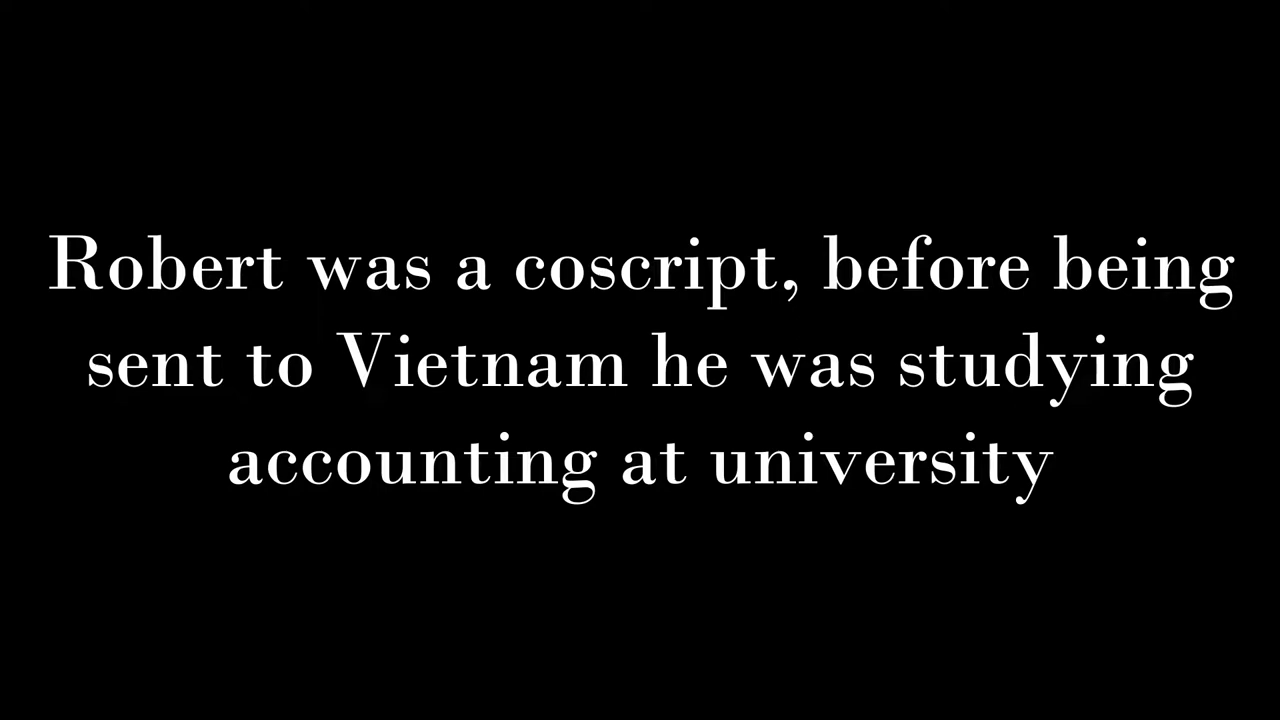 Robert was a coscript, before being
sent to Vietnam he was studying
accounting at university